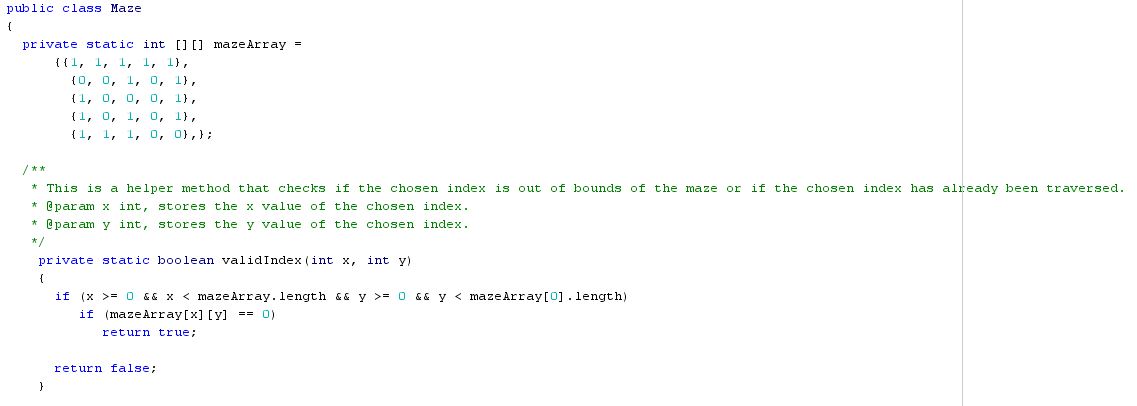 public class Maze
{
private static int [][] mazeArray =
{{1, 1, 1, 1, 1},
{0, 0, 1, 0, 1},
{1, 0, 0, 0, 1},
{1, 0, 1, 0, 1},
{1, 1, 1, 0, 0},};
/**
* This is a helper method that checks if the chosen index is out of bounds of the maze or if the chosen index has already been traversed.
* @param x int, stores the x value of the chosen index.
* @param y int, stores the y value of the chosen index.
*/
private static boolean validIndex(int x, int y)
{
if (x >= 0 && x < mazeArray.length && y >= 0 && y < mazeArray[0].length)
if (mazeArray[x][y] == 0)
return true;
return false;
}